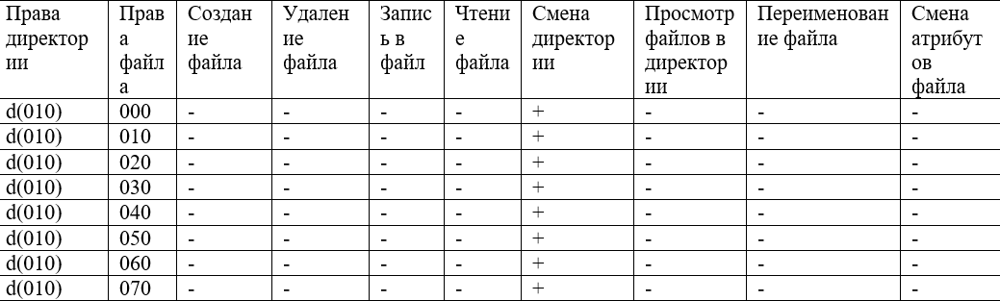 Права директории | Права файла | Создание файла | Удаление файла | Запись в файл | Чтение файла | Смена директории | Просмотр файлов в директории | Переименование файла | Смена атрибутов файла
d(010) | 000 | - | - | - | - | + | - | - | -
d(010) | 010 | - | - | - | - | + | - | - | -
d(010) | 020 | - | - | - | - | + | - | - | -
d(010) | 030 | - | - | - | - | + | - | - | -
d(010) | 040 | - | - | - | - | + | - | - | -
d(010) | 050 | - | - | - | - | + | - | - | -
d(010) | 060 | - | - | - | - | + | - | - | -
d(010) | 070 | - | - | - | - | + | - | - | -